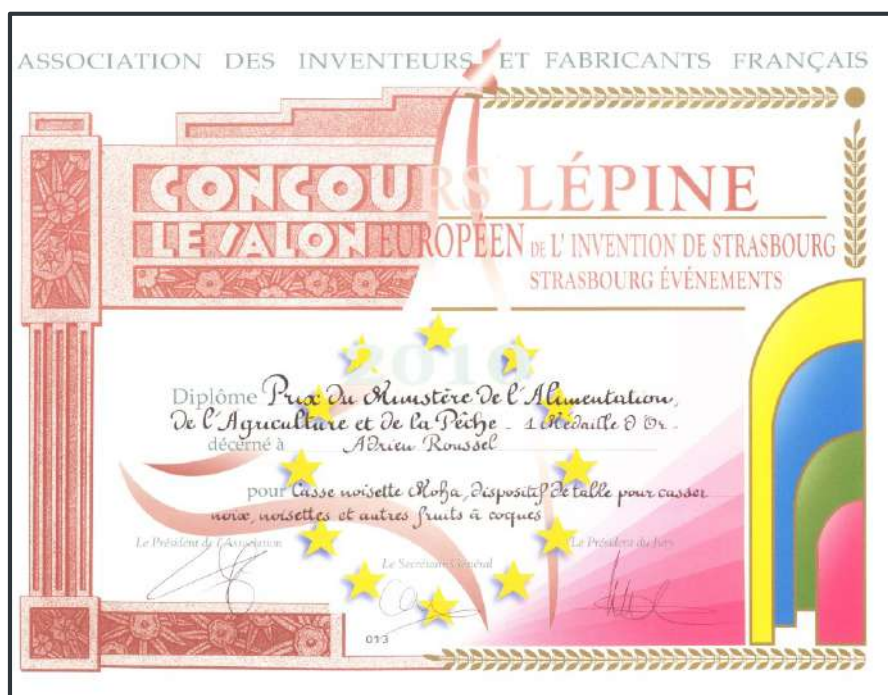 ASSOCIATION DES INVENTEURS ET FABRICANTS FRANÇAIS
CONCOURS LÉPINE
LE SALON EUROPÉEN DE L'INVENTION DE STRASBOURG
STRASBOURG ÉVÉNEMENTS
2010
Diplôme Prix du Ministère de l'Alimentation,
de l'Agriculture et de la Pêche - 1 Médaille d'Or -
décerné à Adrien Roussel
pour Casse noisette Moha, dispositif de table pour casser
noix, noisettes et autres fruits à coques
Le Président de l'Association
Le Secrétaire Général
Le Président du Jury
013